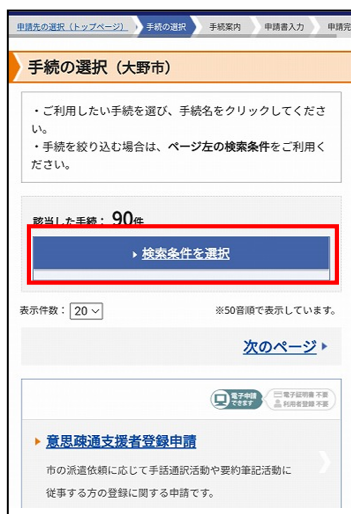 申請先の選択（トップページ） 手続の選択 手続案内 申請書入力 申請完
手続の選択（大野市）
・ご利用したい手続を選び、手続名をクリックしてくださ
い。
・手続を絞り込む場合は、ページ左の検索条件をご利用く
ださい。
該当した手続： 90件
検索条件を選択
表示件数： 20
※50音順で表示しています。
次のページ
電子申請 できます 電子証明書 不要 利用者登録 不要
意思疎通支援者登録申請
市の派遣依頼に応じて手話通訳活動や要約筆記活動に
従事する方の登録に関する申請です。